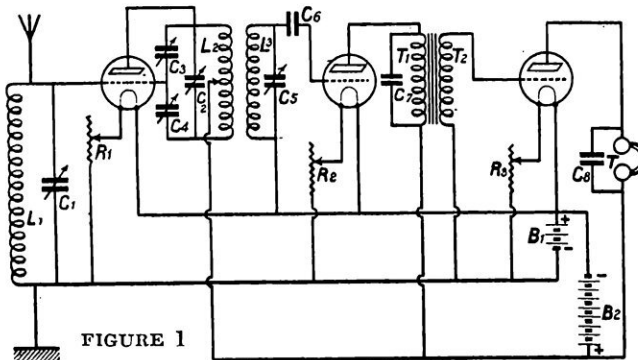 L1
C1
R1
C3
C4
C2
L2
L3
C5
C6
R2
C7
T1
T2
R3
C8
T
B1
+
-
B2
-
+
FIGURE 1